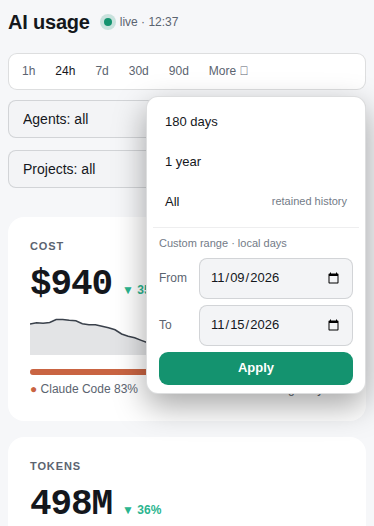 AI usage live · 12:37
1h 24h 7d 30d 90d More
Agents: all
180 days
1 year
Projects: all
All retained history
Custom range · local days
COST
From 11/09/2026
$940 ▼
To 11/15/2026
Apply
● Claude Code 83%
TOKENS
498M ▼ 36%